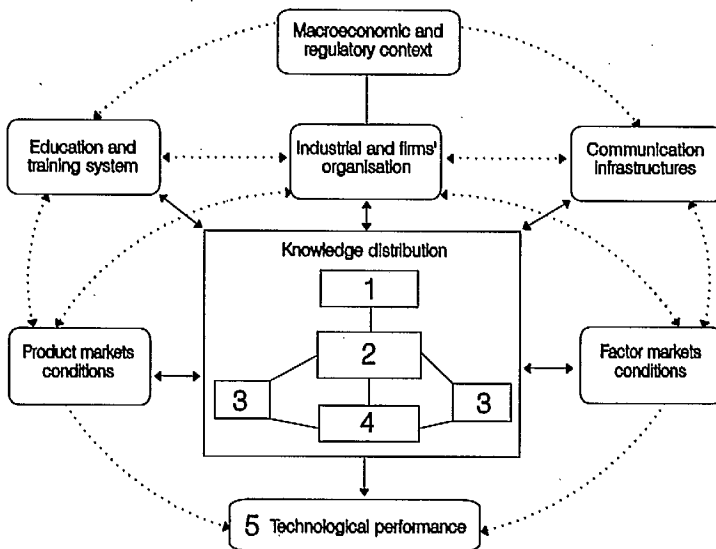 Macroeconomic and
regulatory context
Education and
training system
Industrial and firms'
organisation
Communication
infrastructures
Knowledge distribution
1
2
3
3
4
Product markets
conditions
Factor markets
conditions
5 Technological performance